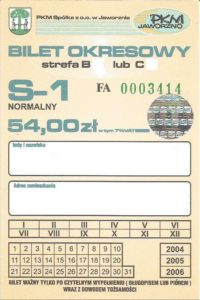 PKM Spółka z o.o. w Jaworznie
PKM
JAWORZNO
BILET OKRESOWY
strefa B lub C
S-1
NORMALNY
FA 0003414
54,00zł
w tym 7%VAT
Imię i nazwisko
Adres zamieszkania
I II III IV V VI
VII VIII IX X XI XII
1 2 3 4 5 6 7 8 9 10 2004
11 12 13 14 15 16 17 18 19 20 2005
21 22 23 24 25 26 27 28 29 30 31 2006
BILET WAŻNY TYLKO PO CZYTELNYM WYPEŁNIENIU (DŁUGOPISEM LUB PIÓREM)
WRAZ Z DOWODEM TOŻSAMOŚCI